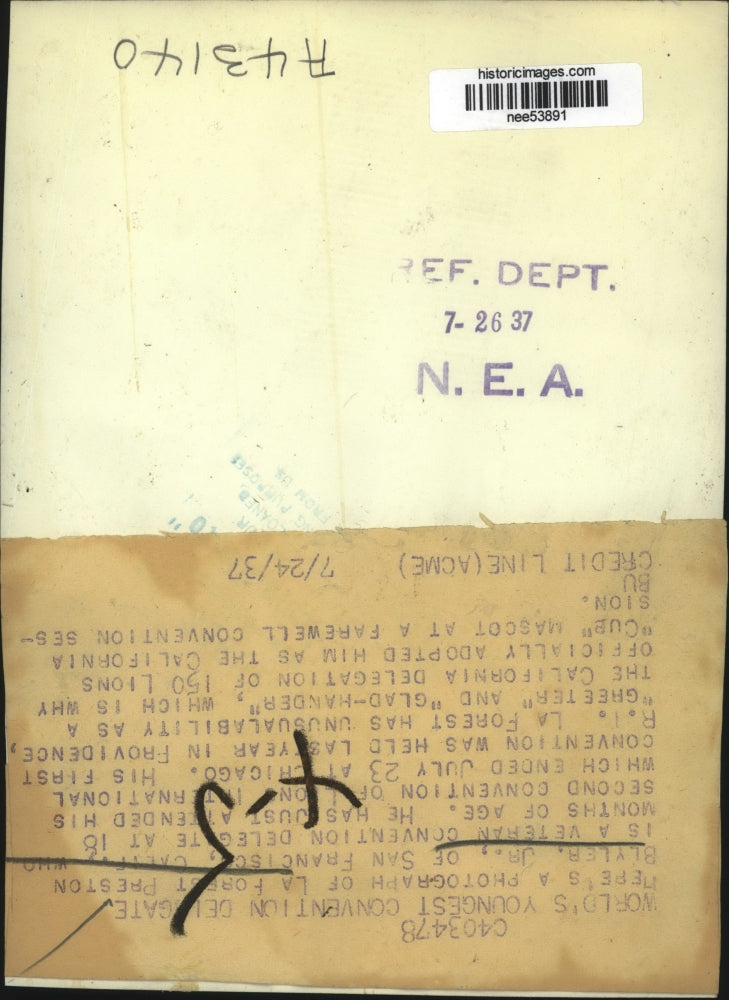 A43140
historicimages.com
nee53891
REF. DEPT.
7- 26 37
N. E. A.
FROM US
C403478
WORLD'S YOUNGEST CONVENTION DELEGATE
HERE'S A PHOTOGRAPH OF LA FOREST PRESTON
BLYLER, JR., OF SAN FRANCISCO, CALIF., WHO
IS A VETERAN CONVENTION DELEGATE AT 18
MONTHS OF AGE. HE HAS JUST ATTENDED HIS
SECOND CONVENTION OF LIONS INTERNATIONAL
WHICH ENDED JULY 23 AT CHICAGO. HIS FIRST
CONVENTION WAS HELD LAST YEAR IN PROVIDENCE,
R.I. LA FOREST HAS UNUSUAL ABILITY AS A
"GREETER" AND "GLAD-HANDER", WHICH IS WHY
THE CALIFORNIA DELEGATION OF 150 LIONS
OFFICIALLY ADOPTED HIM AS THE CALIFORNIA
"CUB" MASCOT AT A FAREWELL CONVENTION SES-
SION.
BU
CREDIT LINE (ACME) 7/24/37